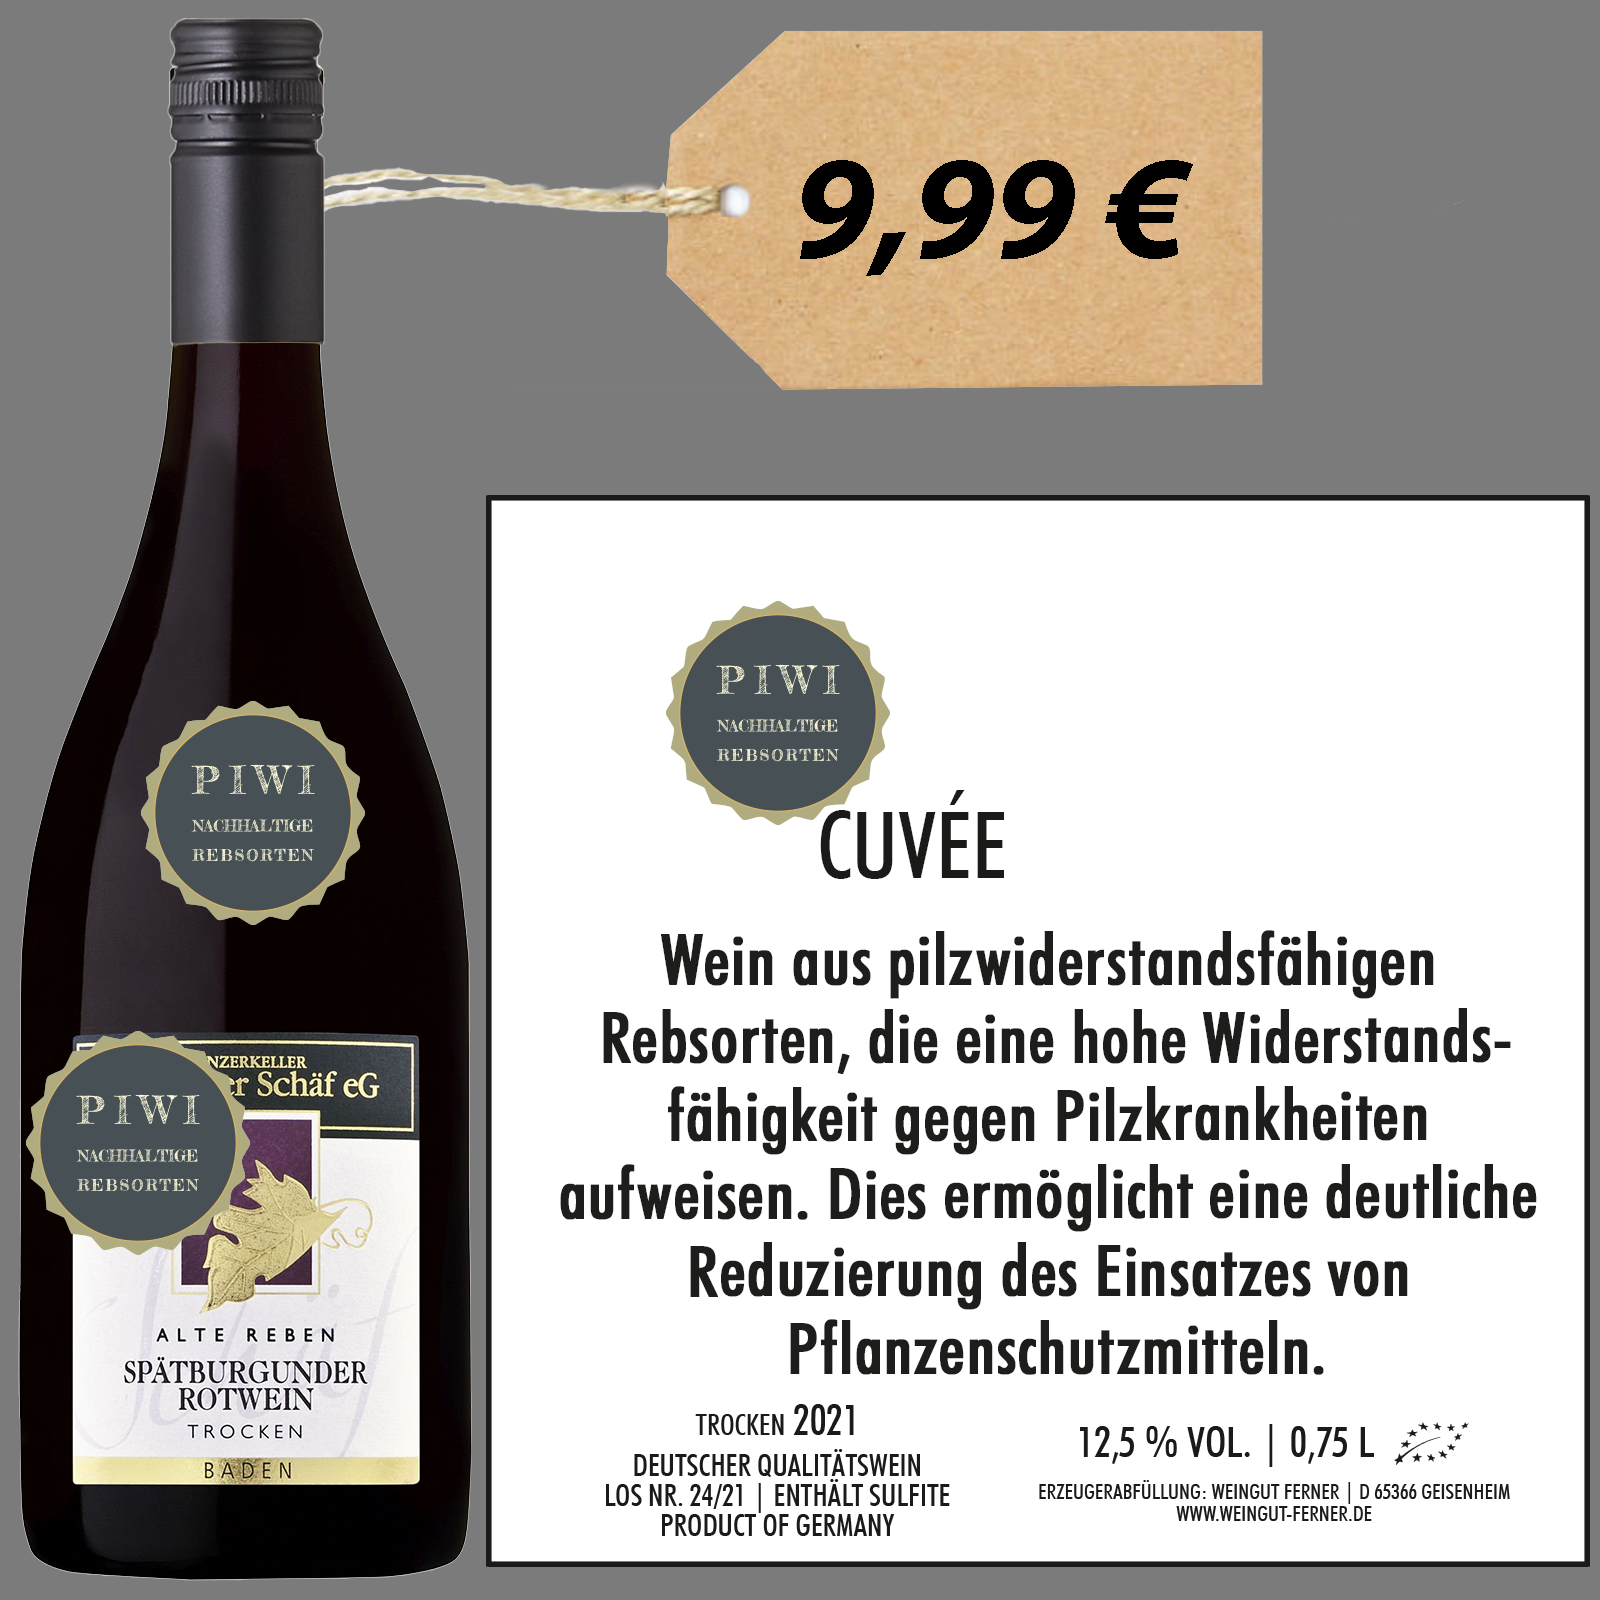 9,99 €
PIWI
NACHHALTIGE
REBSORTEN
NZERKELLER
er Schäf eG
PIWI
NACHHALTIGE
REBSORTEN
ALTE REBEN
SPÄTBURGUNDER
ROTWEIN
TROCKEN
BADEN
PIWI
NACHHALTIGE
REBSORTEN
CUVÉE
Wein aus pilzwiderstandsfähigen
Rebsorten, die eine hohe Widerstands-
fähigkeit gegen Pilzkrankheiten
aufweisen. Dies ermöglicht eine deutliche
Reduzierung des Einsatzes von
Pflanzenschutzmitteln.
TROCKEN 2021
DEUTSCHER QUALITÄTSWEIN
LOS NR. 24/21 | ENTHÄLT SULFITE
PRODUCT OF GERMANY
12,5 % VOL. | 0,75 L
ERZEUGERABFÜLLUNG: WEINGUT FERNER | D 65366 GEISENHEIM
WWW.WEINGUT-FERNER.DE